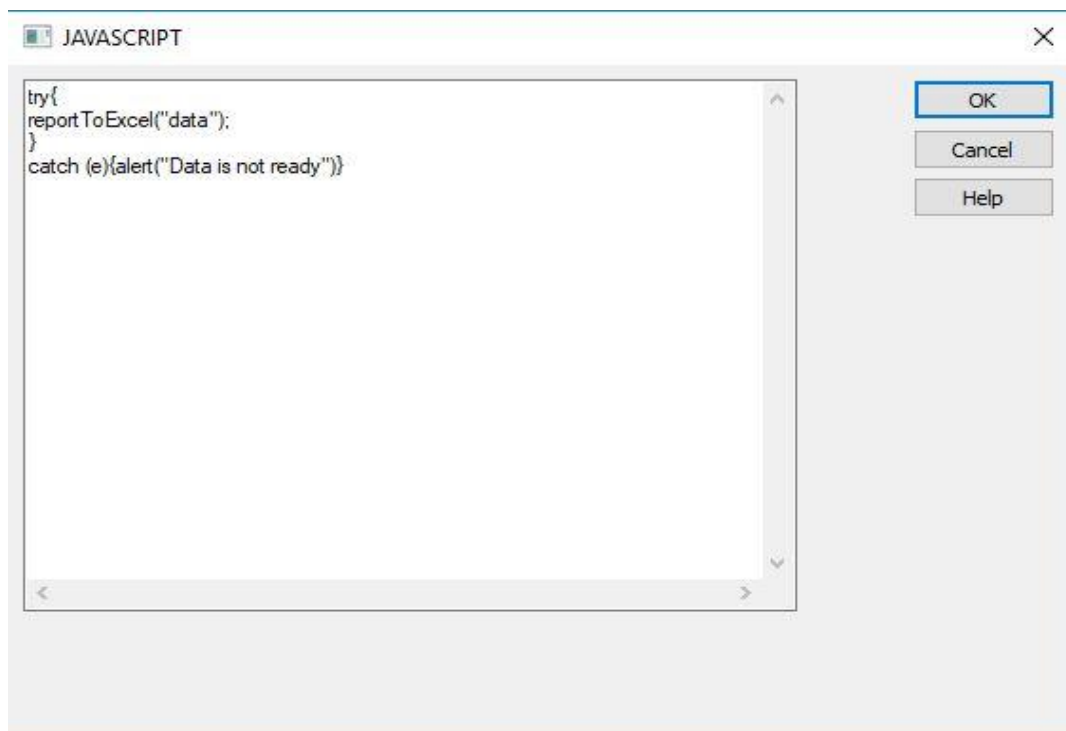 JAVASCRIPT
try{
reportToExcel("data");
}
catch (e){alert("Data is not ready")}
OK
Cancel
Help